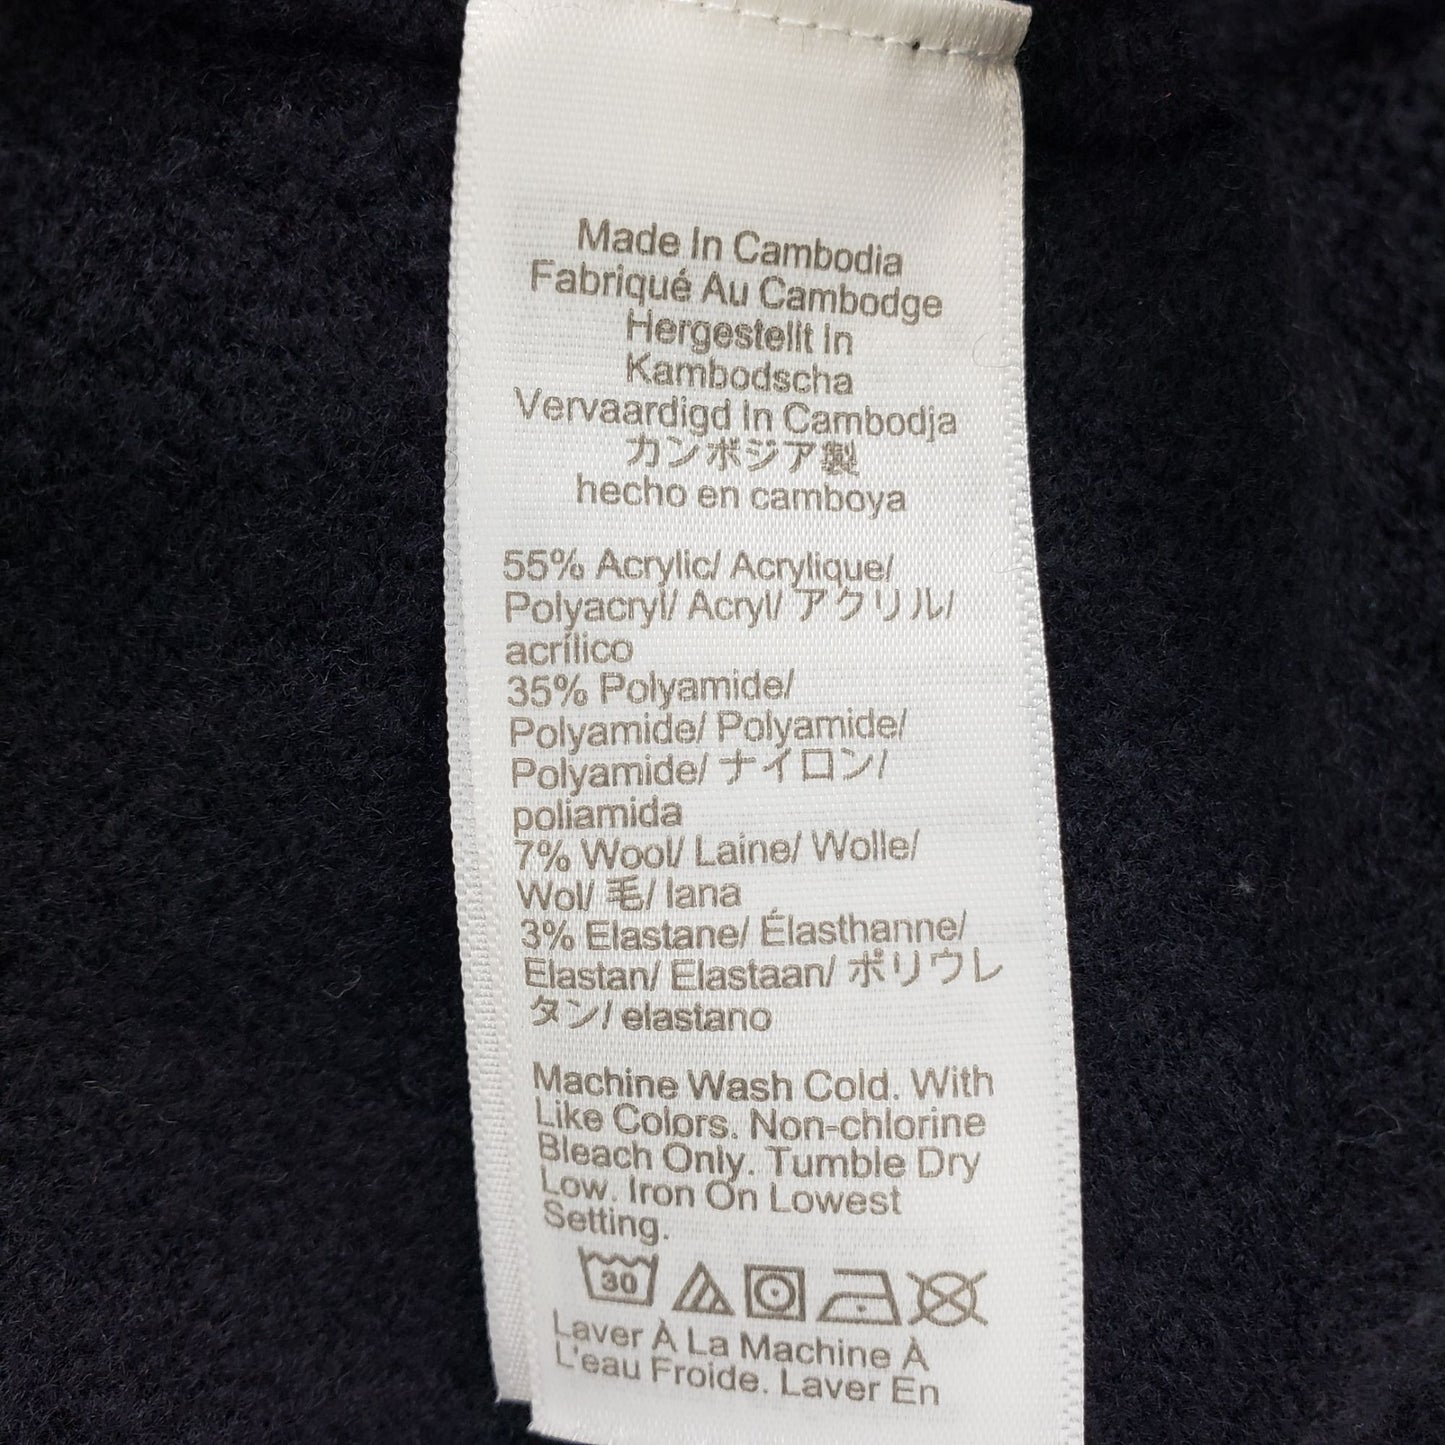 Made In Cambodia
Fabriqué Au Cambodge
Hergestellt In
Kambodscha
Vervaardigd In Cambodja
カンボジア製
hecho en camboya
55% Acrylic/ Acrylique/
Polyacryl/ Acryl/ アクリル/
acrílico
35% Polyamide/
Polyamide/ Polyamide/
Polyamide/ ナイロン/
poliamida
7% Wool/ Laine/ Wolle/
Wol/ 毛/ lana
3% Elastane/ Élasthanne/
Elastan/ Elastaan/ ポリウレ
タン/ elastano
Machine Wash Cold. With
Like Colors. Non-chlorine
Bleach Only. Tumble Dry
Low. Iron On Lowest
Setting.
30
Laver À La Machine À
L'eau Froide. Laver En